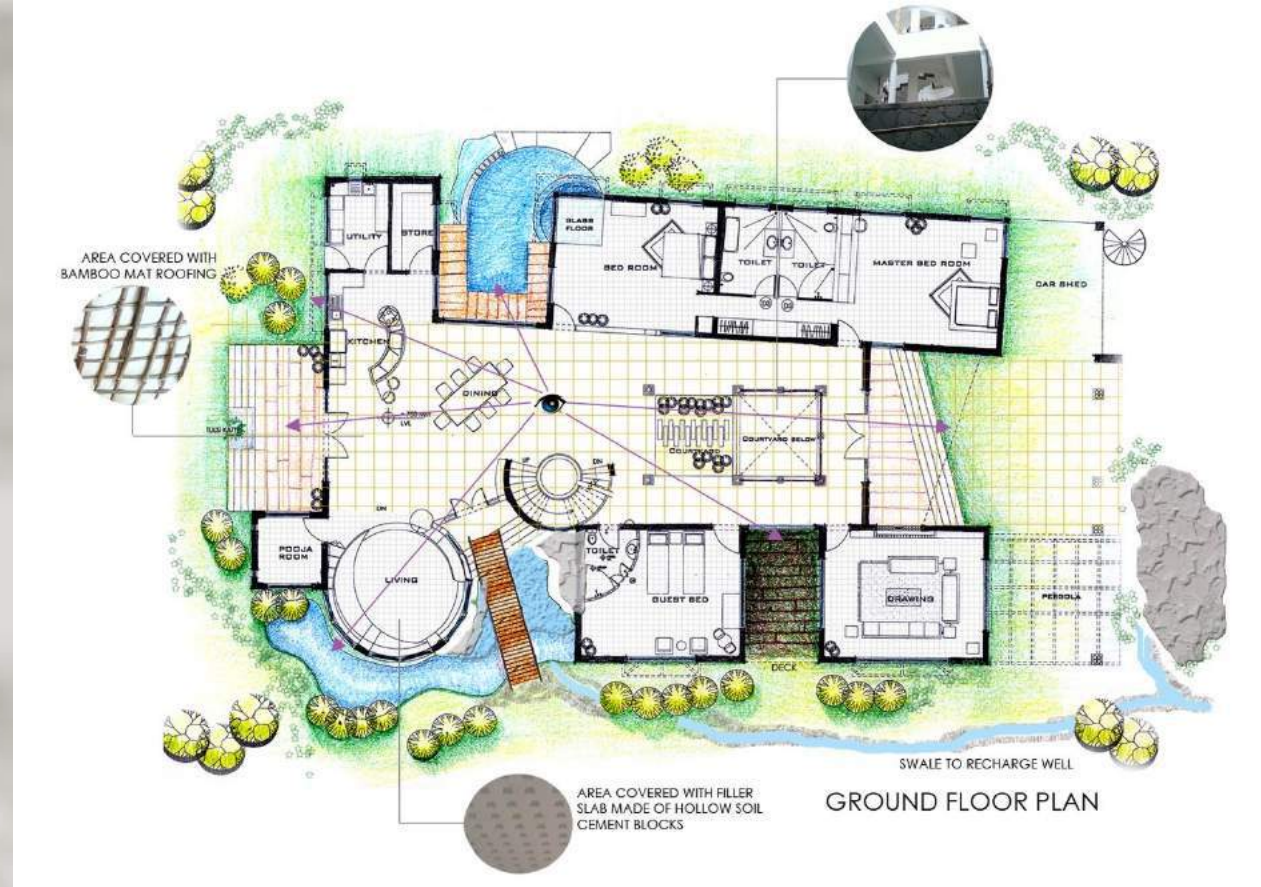 AREA COVERED WITH
BAMBOO MAT ROOFING
UTILITY
STORE
GLASS
FLOOR
BED ROOM
TOILET
TOILET
MASTER BED ROOM
CAR SHED
KITCHEN
DINING
LVL
COURTYARD
COURTYARD BELOW
UP
DN
DN
POOJA
ROOM
LIVING
TOILET
GUEST BED
DRAWING
PERGOLA
DECK
SWALE TO RECHARGE WELL
GROUND FLOOR PLAN
AREA COVERED WITH FILLER
SLAB MADE OF HOLLOW SOIL
CEMENT BLOCKS